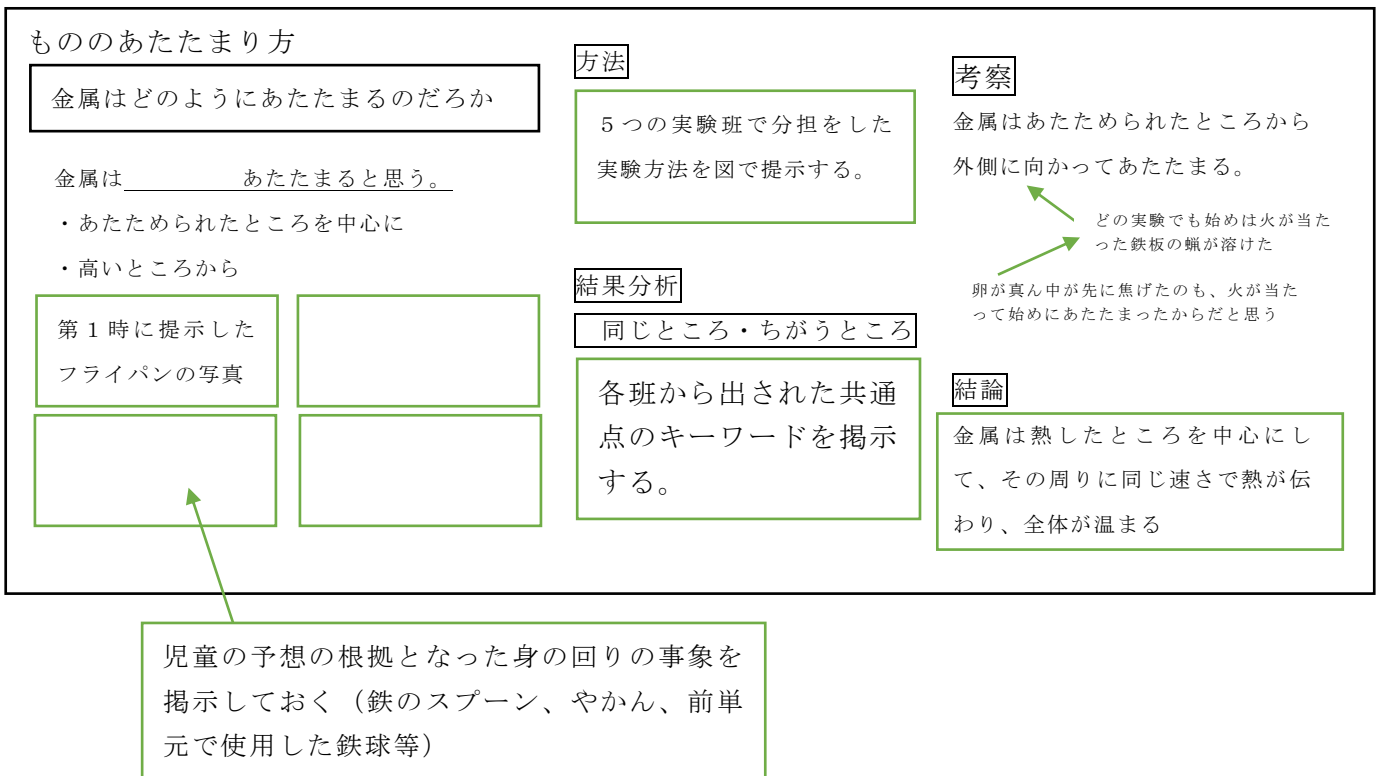 もののあたたまり方
金属はどのようにあたたまるのだろか
金属は　　　　　あたたまると思う。
・あたためられたところを中心に
・高いところから
第１時に提示した
フライパンの写真
方法
５つの実験班で分担をした
実験方法を図で提示する。
結果分析
同じところ・ちがうところ
各班から出された共通
点のキーワードを掲示
する。
考察
金属はあたためられたところから
外側に向かってあたたまる。
どの実験でも始めは火が当た
った鉄板の蝋が溶けた
卵が真ん中が先に焦げたのも、火が当た
って始めにあたたまったからだと思う
結論
金属は熱したところを中心にし
て、その周りに同じ速さで熱が伝
わり、全体が温まる
児童の予想の根拠となった身の回りの事象を
掲示しておく（鉄のスプーン、やかん、前単
元で使用した鉄球等）